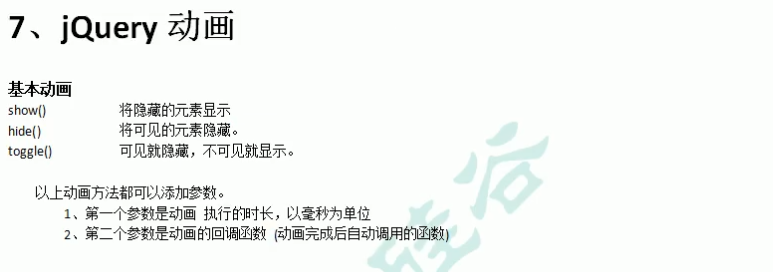 7、jQuery 动画
基本动画
show() 将隐藏的元素显示
hide() 将可见的元素隐藏。
toggle() 可见就隐藏，不可见就显示。
以上动画方法都可以添加参数。
1、第一个参数是动画 执行的时长，以毫秒为单位
2、第二个参数是动画的回调函数 (动画完成后自动调用的函数)
硅谷